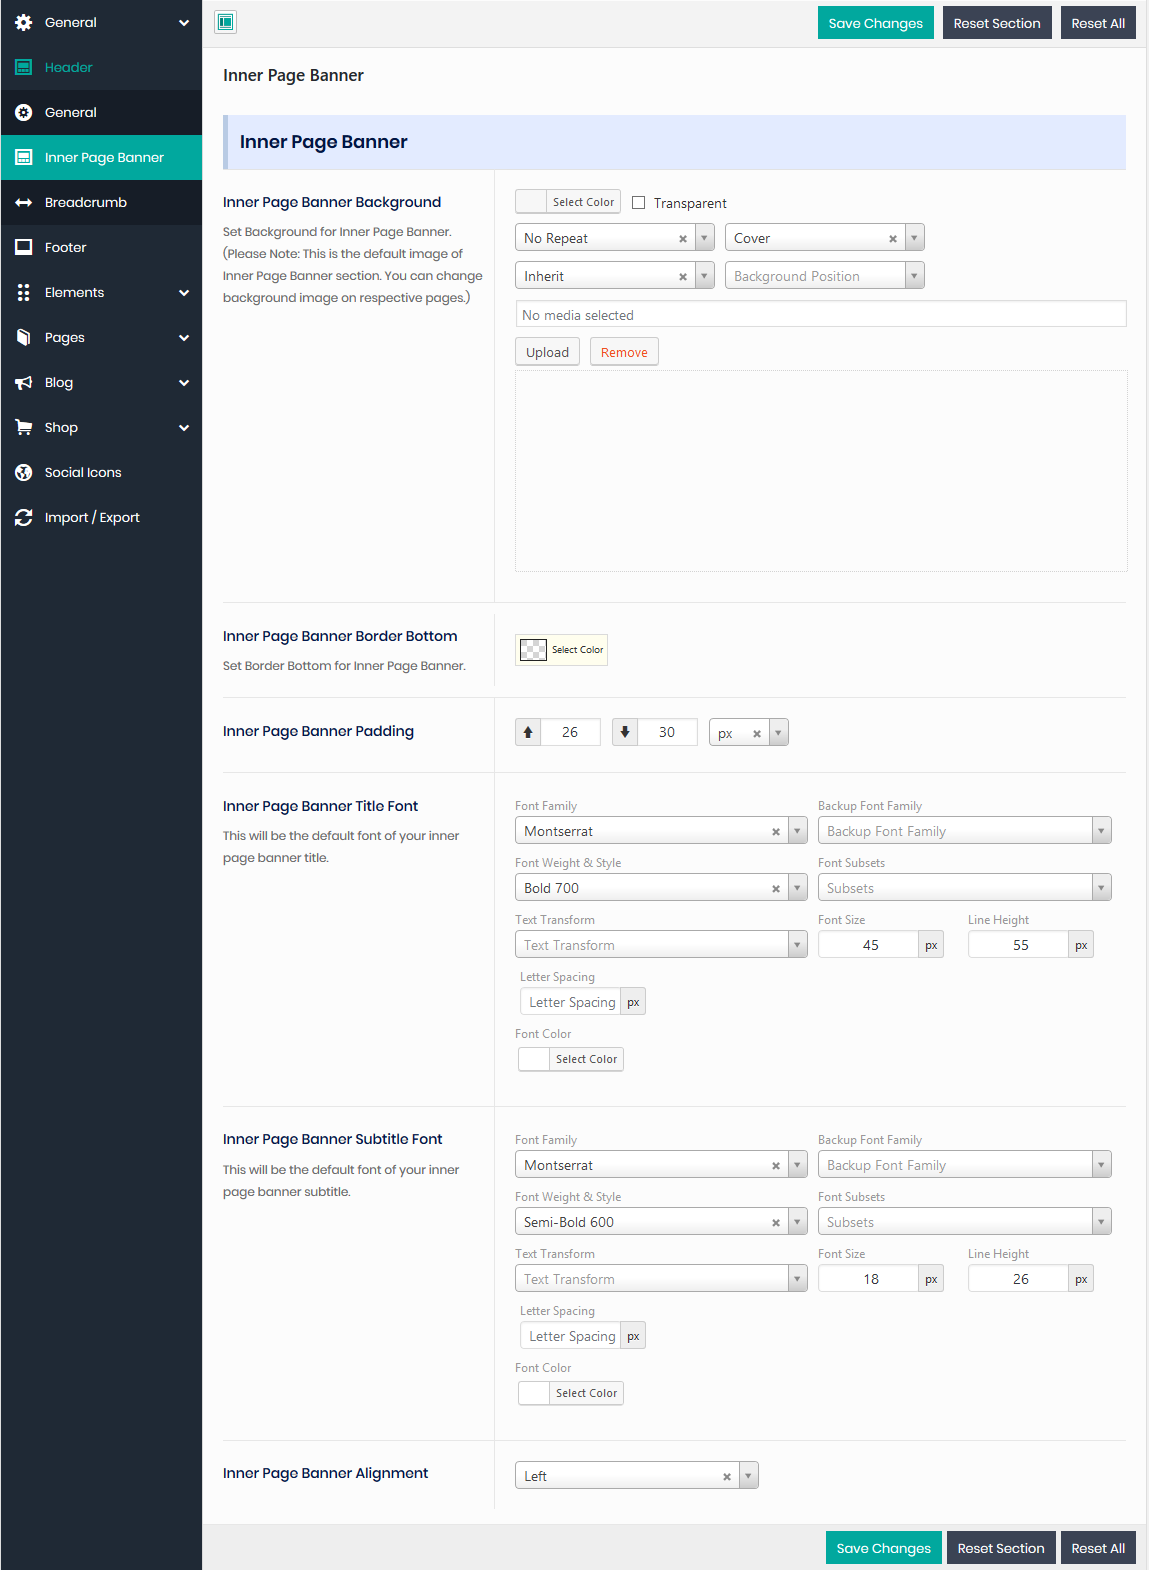 General
Header
General
Inner Page Banner
Breadcrumb
Footer
Elements
Pages
Blog
Shop
Social Icons
Import / Export
Save Changes Reset Section Reset All
Inner Page Banner
Inner Page Banner
Inner Page Banner Background
Set Background for Inner Page Banner.
(Please Note: This is the default image of
Inner Page Banner section. You can change
background image on respective pages.)
Select Color Transparent
No Repeat Cover
Inherit Background Position
No media selected
Upload Remove
Inner Page Banner Border Bottom
Set Border Bottom for Inner Page Banner.
Select Color
Inner Page Banner Padding
26 30 px
Inner Page Banner Title Font
This will be the default font of your inner
page banner title.
Font Family Backup Font Family
Montserrat Backup Font Family
Font Weight & Style Font Subsets
Bold 700 Subsets
Text Transform Font Size Line Height
Text Transform 45 px 55 px
Letter Spacing
Letter Spacing px
Font Color
Select Color
Inner Page Banner Subtitle Font
This will be the default font of your inner
page banner subtitle.
Font Family Backup Font Family
Montserrat Backup Font Family
Font Weight & Style Font Subsets
Semi-Bold 600 Subsets
Text Transform Font Size Line Height
Text Transform 18 px 26 px
Letter Spacing
Letter Spacing px
Font Color
Select Color
Inner Page Banner Alignment
Left
Save Changes Reset Section Reset All